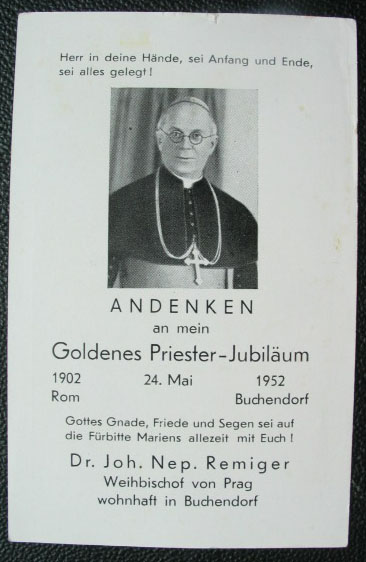 Herr in deine Hände, sei Anfang und Ende,
sei alles gelegt!
ANDENKEN
an mein
Goldenes Priester-Jubiläum
1902 24. Mai 1952
Rom Buchendorf
Gottes Gnade, Friede und Segen sei auf
die Fürbitte Mariens allezeit mit Euch!
Dr. Joh. Nep. Remiger
Weihbischof von Prag
wohnhaft in Buchendorf